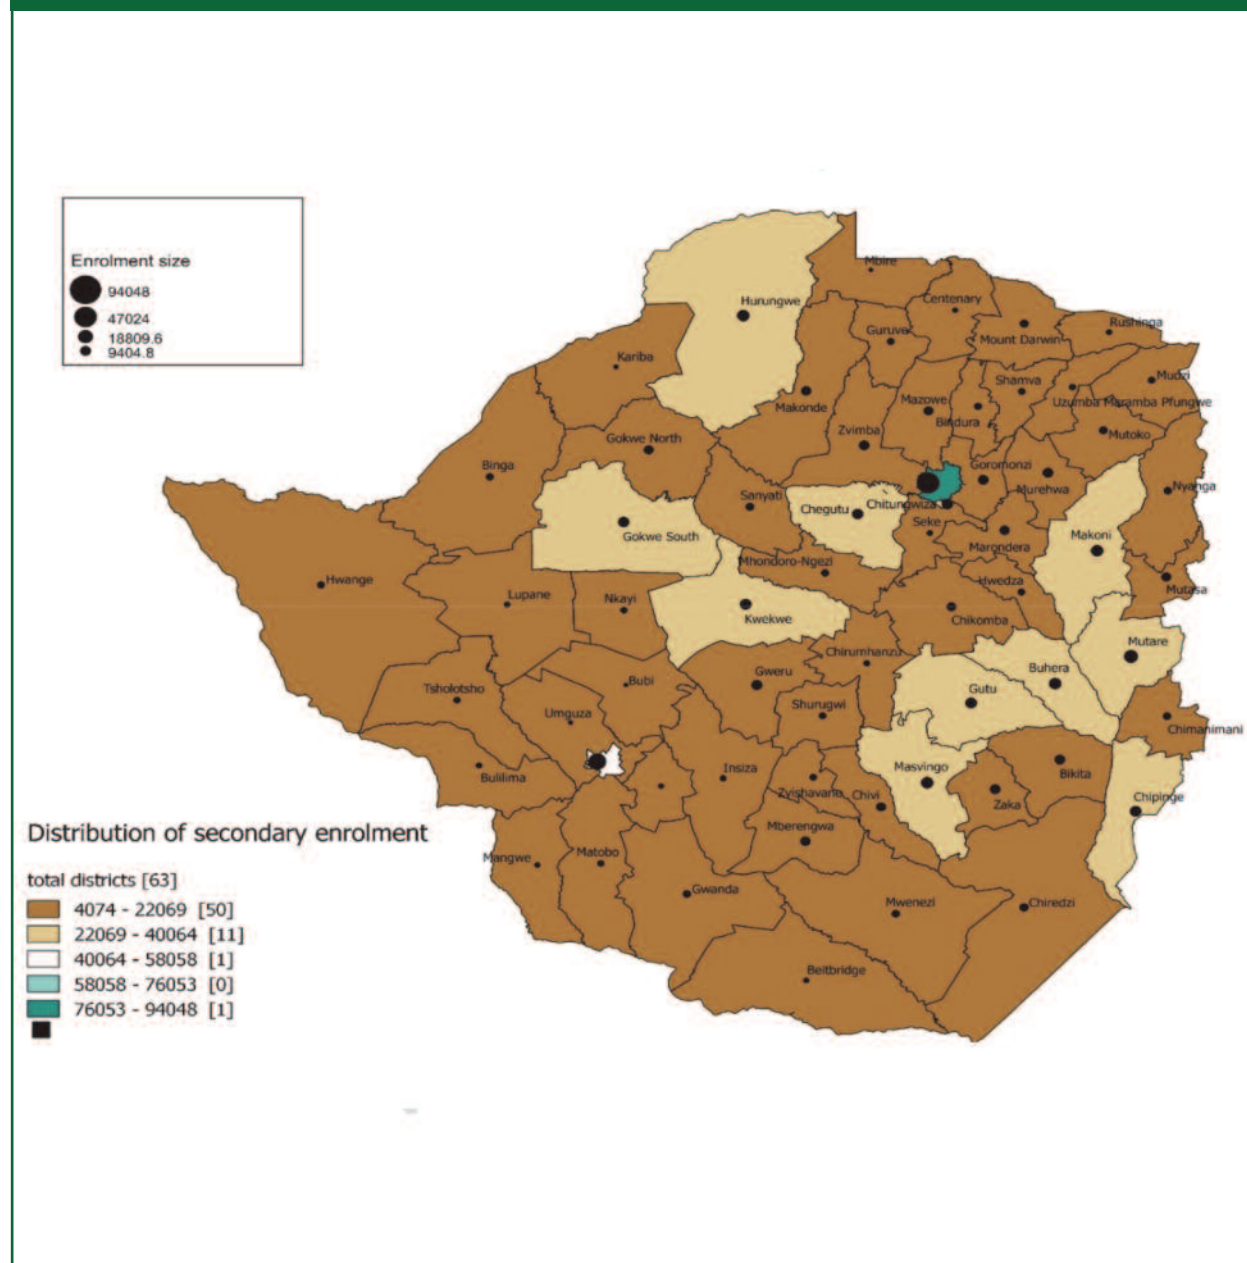 Enrolment size
94048
47024
18809.6
9404.8
Mbire
Hurungwe
Centenary
Rushinga
Guruve
Mount Darwin
Kariba
Shamva
Mudzi
Makonde
Mazowe
Uzumba Maramba Pfungwe
Bindura
Zvimba
Mutoko
Gokwe North
Binga
Goromonzi
Murehwa
Nyanga
Sanyati
Chegutu
Chitungwiza
Seke
Gokwe South
Makoni
Marondera
Mhondoro-Ngezi
Hwange
Hwedza
Mutasa
Lupane
Nkayi
Kwekwe
Chikomba
Mutare
Chirumhanzu
Gweru
Buhera
Bubi
Tsholotsho
Gutu
Shurugwi
Umguza
Chimanimani
Insiza
Masvingo
Bikita
Bulilima
Zvishavane
Chivi
Zaka
Chipinge
Mberengwa
Distribution of secondary enrolment
Mangwe
Matobo
total districts [63]
Gwanda
Mwenezi
Chiredzi
4074 - 22069 [50]
22069 - 40064 [11]
40064 - 58058 [1]
58058 - 76053 [0]
76053 - 94048 [1]
Beitbridge